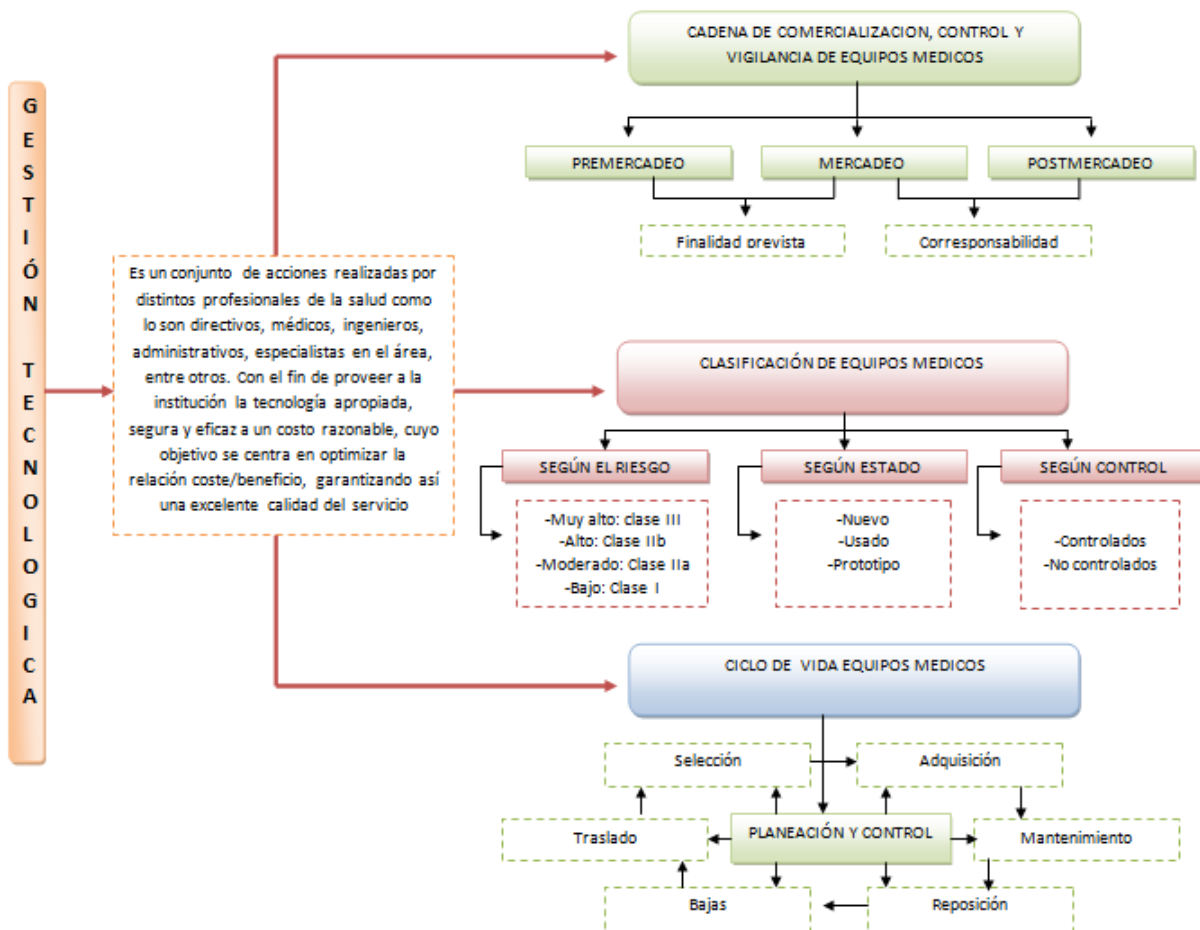 GESTIÓN TECNOLOGICA
Es un conjunto de acciones realizadas por
distintos profesionales de la salud como
lo son directivos, médicos, ingenieros,
administrativos, especialistas en el área,
entre otros. Con el fin de proveer a la
institución la tecnología apropiada,
segura y eficaz a un costo razonable, cuyo
objetivo se centra en optimizar la
relación coste/beneficio, garantizando así
una excelente calidad del servicio
CADENA DE COMERCIALIZACION, CONTROL Y
VIGILANCIA DE EQUIPOS MEDICOS
PREMERCADEO
MERCADEO
POSTMERCADEO
Finalidad orevista
Corresponsabilidad
CLASIFICACIÓN DE EQUIPOS MEDICOS
SEGÚN EL RIESGO
-Muy alto: clase III
-Alto: Clase IIb
-Moderado: Clase IIa
-Bajo: Clase I
SEGÚN ESTADO
-Nuevo
-Usado
-Prototipo
SEGÚN CONTROL
-Controlados
-No controlados
CICLO DE VIDA EQUIPOS MEDICOS
Selección
Adquisición
Traslado
PLANEACIÓN Y CONTROL
Mantenimiento
Bajas
Reposición